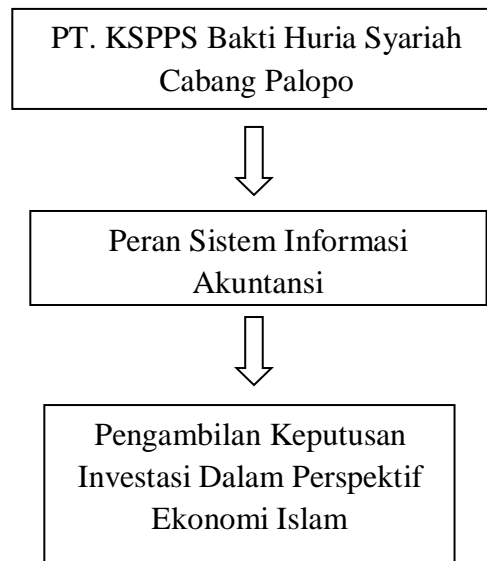 PT. KSPPS Bakti Huria Syariah
Cabang Palopo
Peran Sistem Informasi
Akuntansi
Pengambilan Keputusan
Investasi Dalam Perspektif
Ekonomi Islam